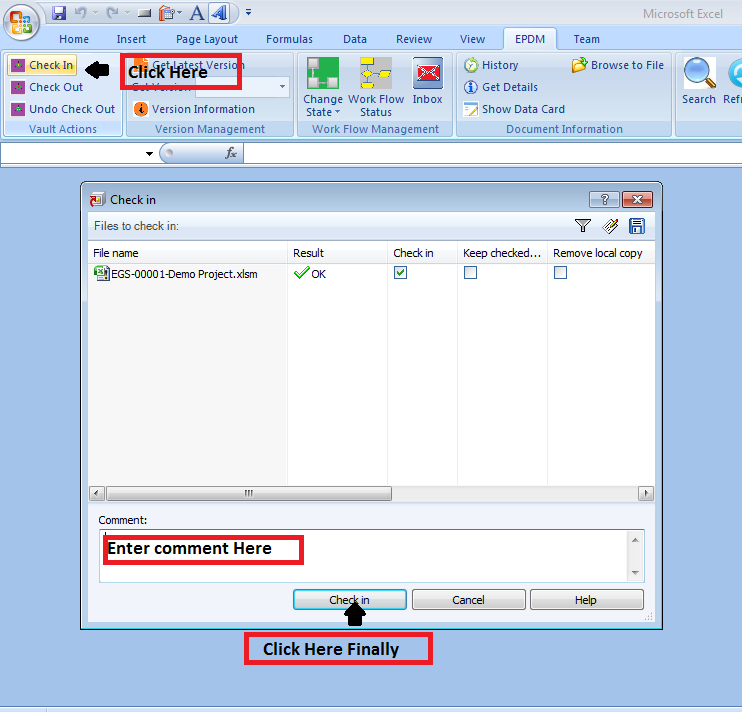 Microsoft Excel
Home Insert Page Layout Formulas Data Review View EPDM Team
Check In
Check Out
Undo Check Out
Vault Actions
Click Here
Get Latest Version
Get Version
Version Information
Version Management
Change State
Work Flow Status
Inbox
Work Flow Management
History
Get Details
Show Data Card
Browse to File
Document Information
Search
Refr
fx
Check in
?
Files to check in:
File name Result Check in Keep checked... Remove local copy
EGS-00001-Demo Project.xlsm OK
Comment:
Enter comment Here
Check in Cancel Help
Click Here Finally